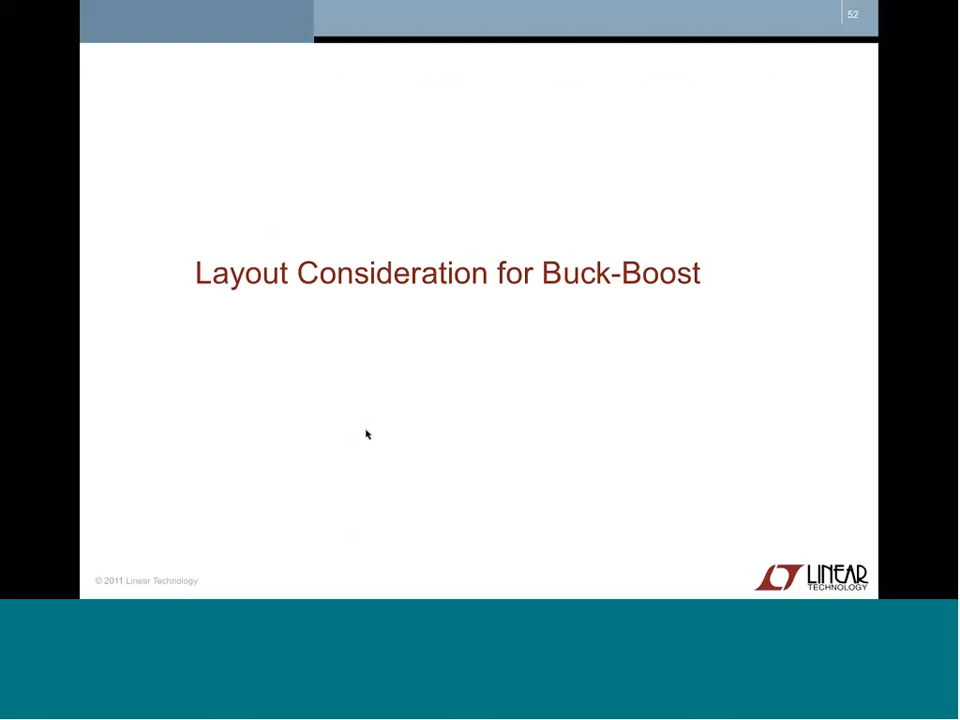 52
Layout Consideration for Buck-Boost
© 2011 Linear Technology
LINEAR
TECHNOLOGY